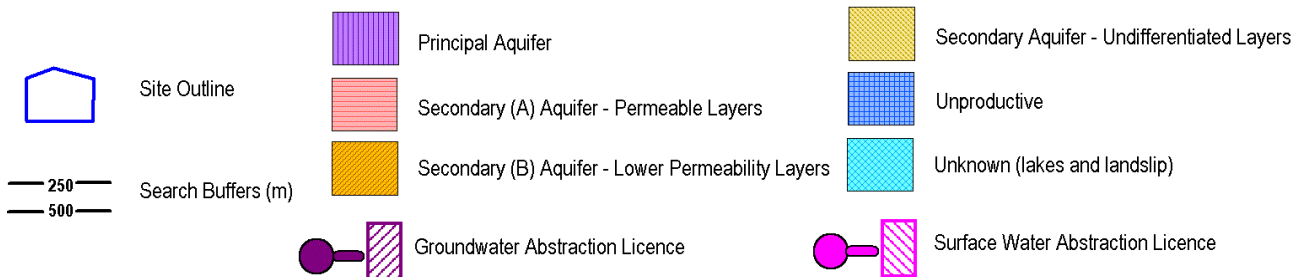 Site Outline
250
500
Search Buffers (m)
Principal Aquifer
Secondary (A) Aquifer - Permeable Layers
Secondary (B) Aquifer - Lower Permeability Layers
Groundwater Abstraction Licence
Secondary Aquifer - Undifferentiated Layers
Unproductive
Unknown (lakes and landslip)
Surface Water Abstraction Licence